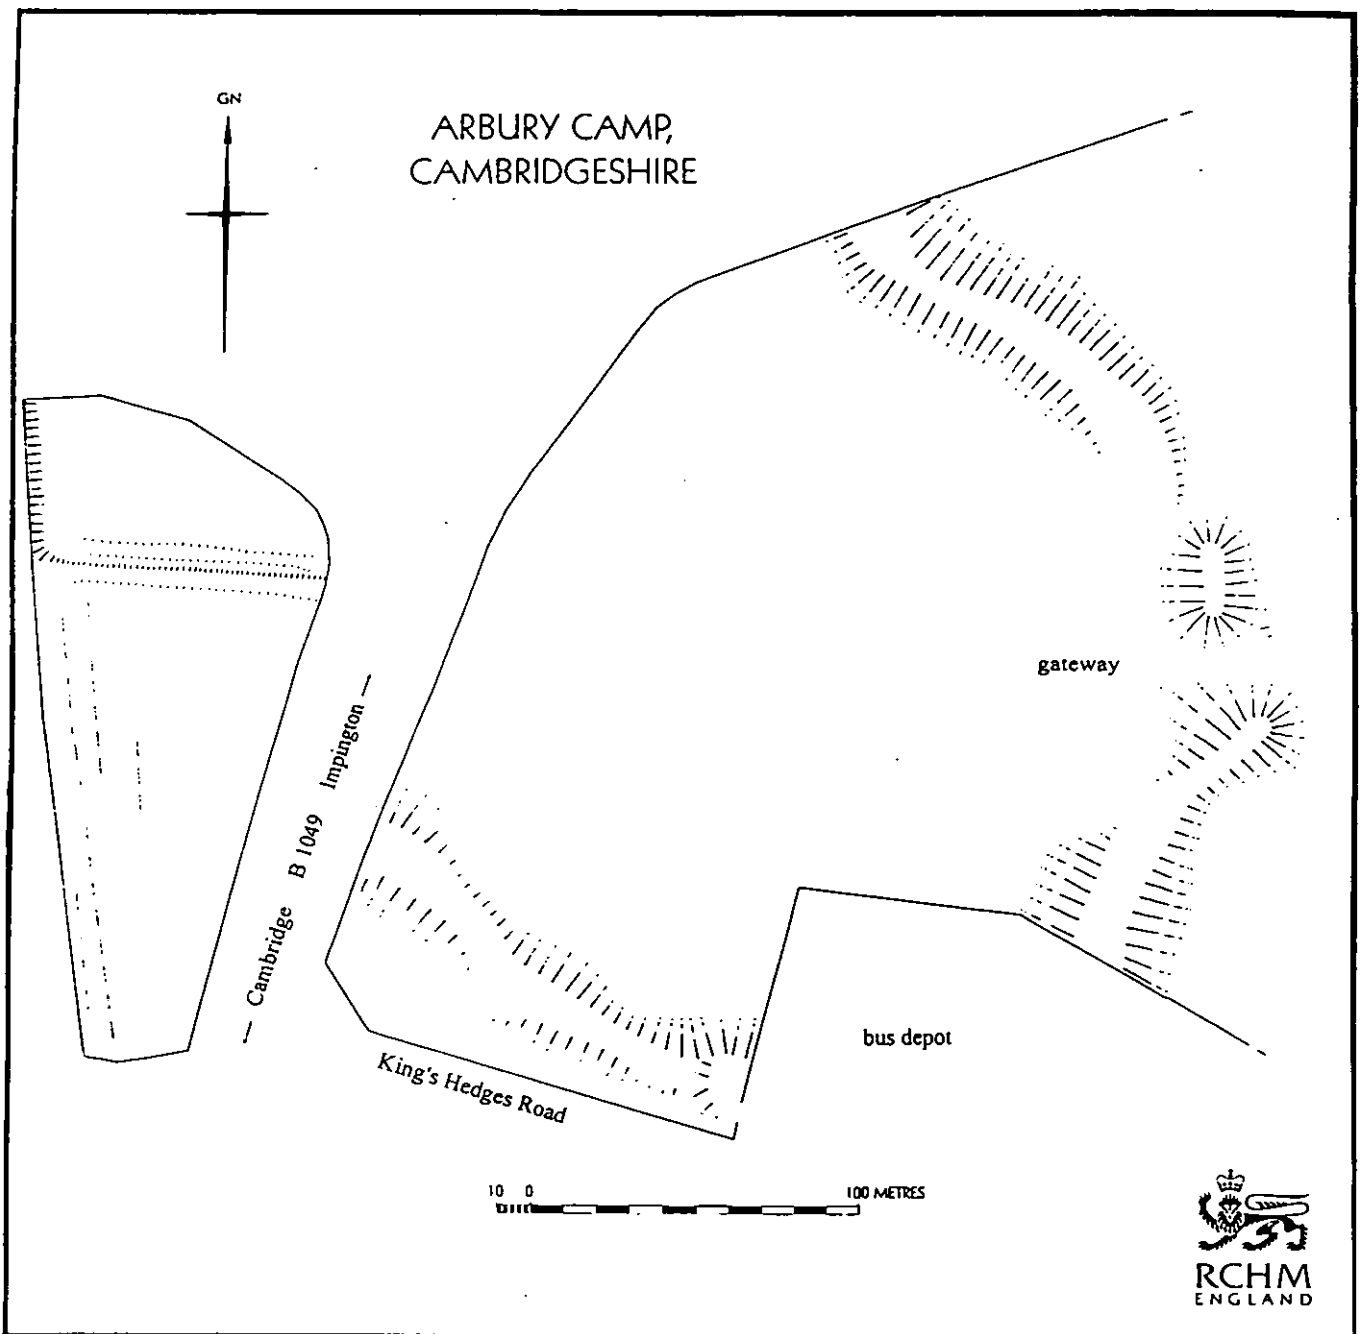 GN
ARBURY CAMP,
CAMBRIDGESHIRE
gateway
← Cambridge B 1049 Impington →
bus depot
King's Hedges Road
10 0 100 METRES
RCHM
ENGLAND